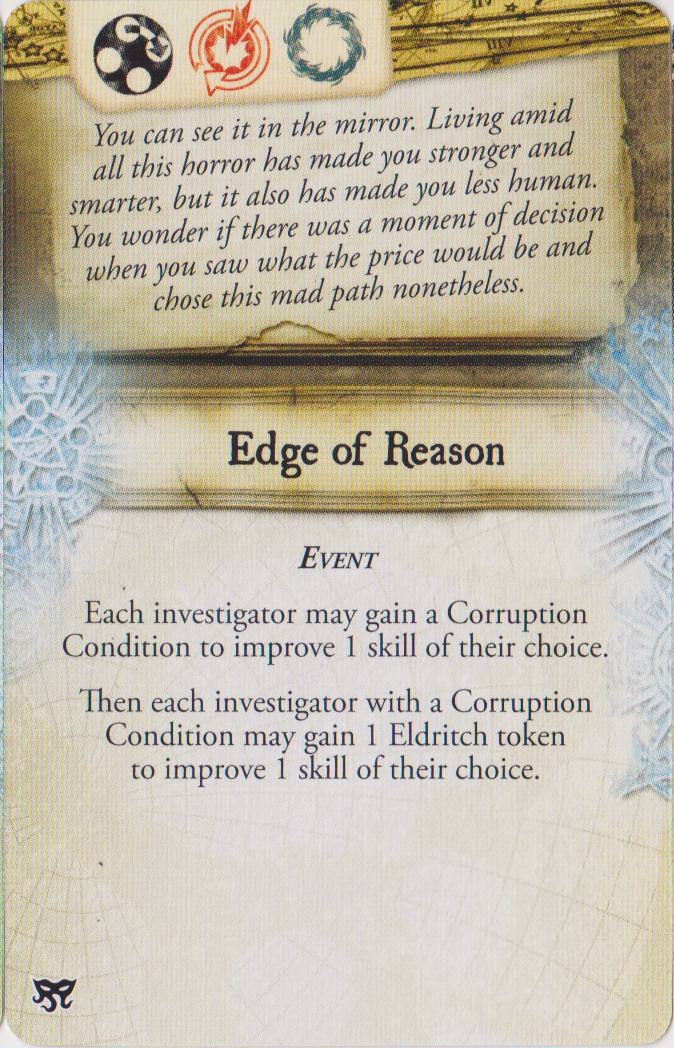 You can see it in the mirror. Living amid
all this horror has made you stronger and
smarter, but it also has made you less human.
You wonder if there was a moment of decision
when you saw what the price would be and
chose this mad path nonetheless.
Edge of Reason
Event
Each investigator may gain a Corruption
Condition to improve 1 skill of their choice.
Then each investigator with a Corruption
Condition may gain 1 Eldritch token
to improve 1 skill of their choice.